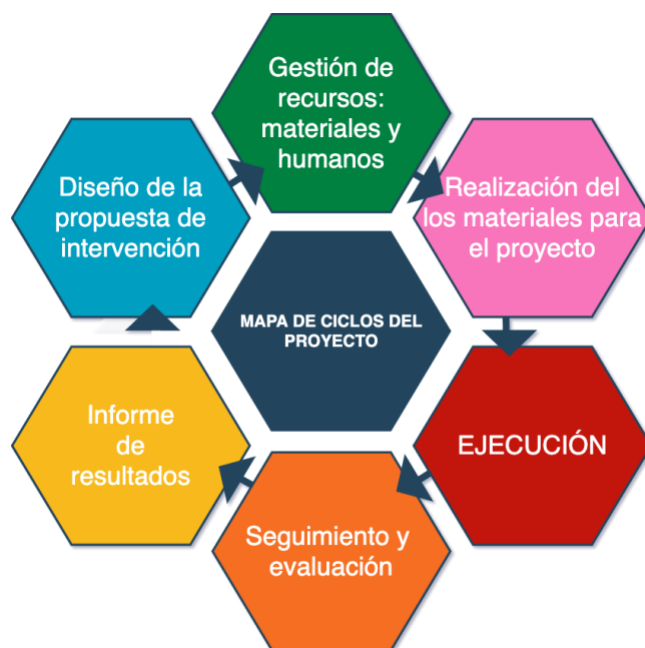 Gestión de
recursos:
materiales y
humanos
Realización del
los materiales para
el proyecto
EJECUCIÓN
Seguimiento y
evaluación
Informe
de
resultados
Diseño de la
propuesta de
intervención
MAPA DE CICLOS DEL
PROYECTO